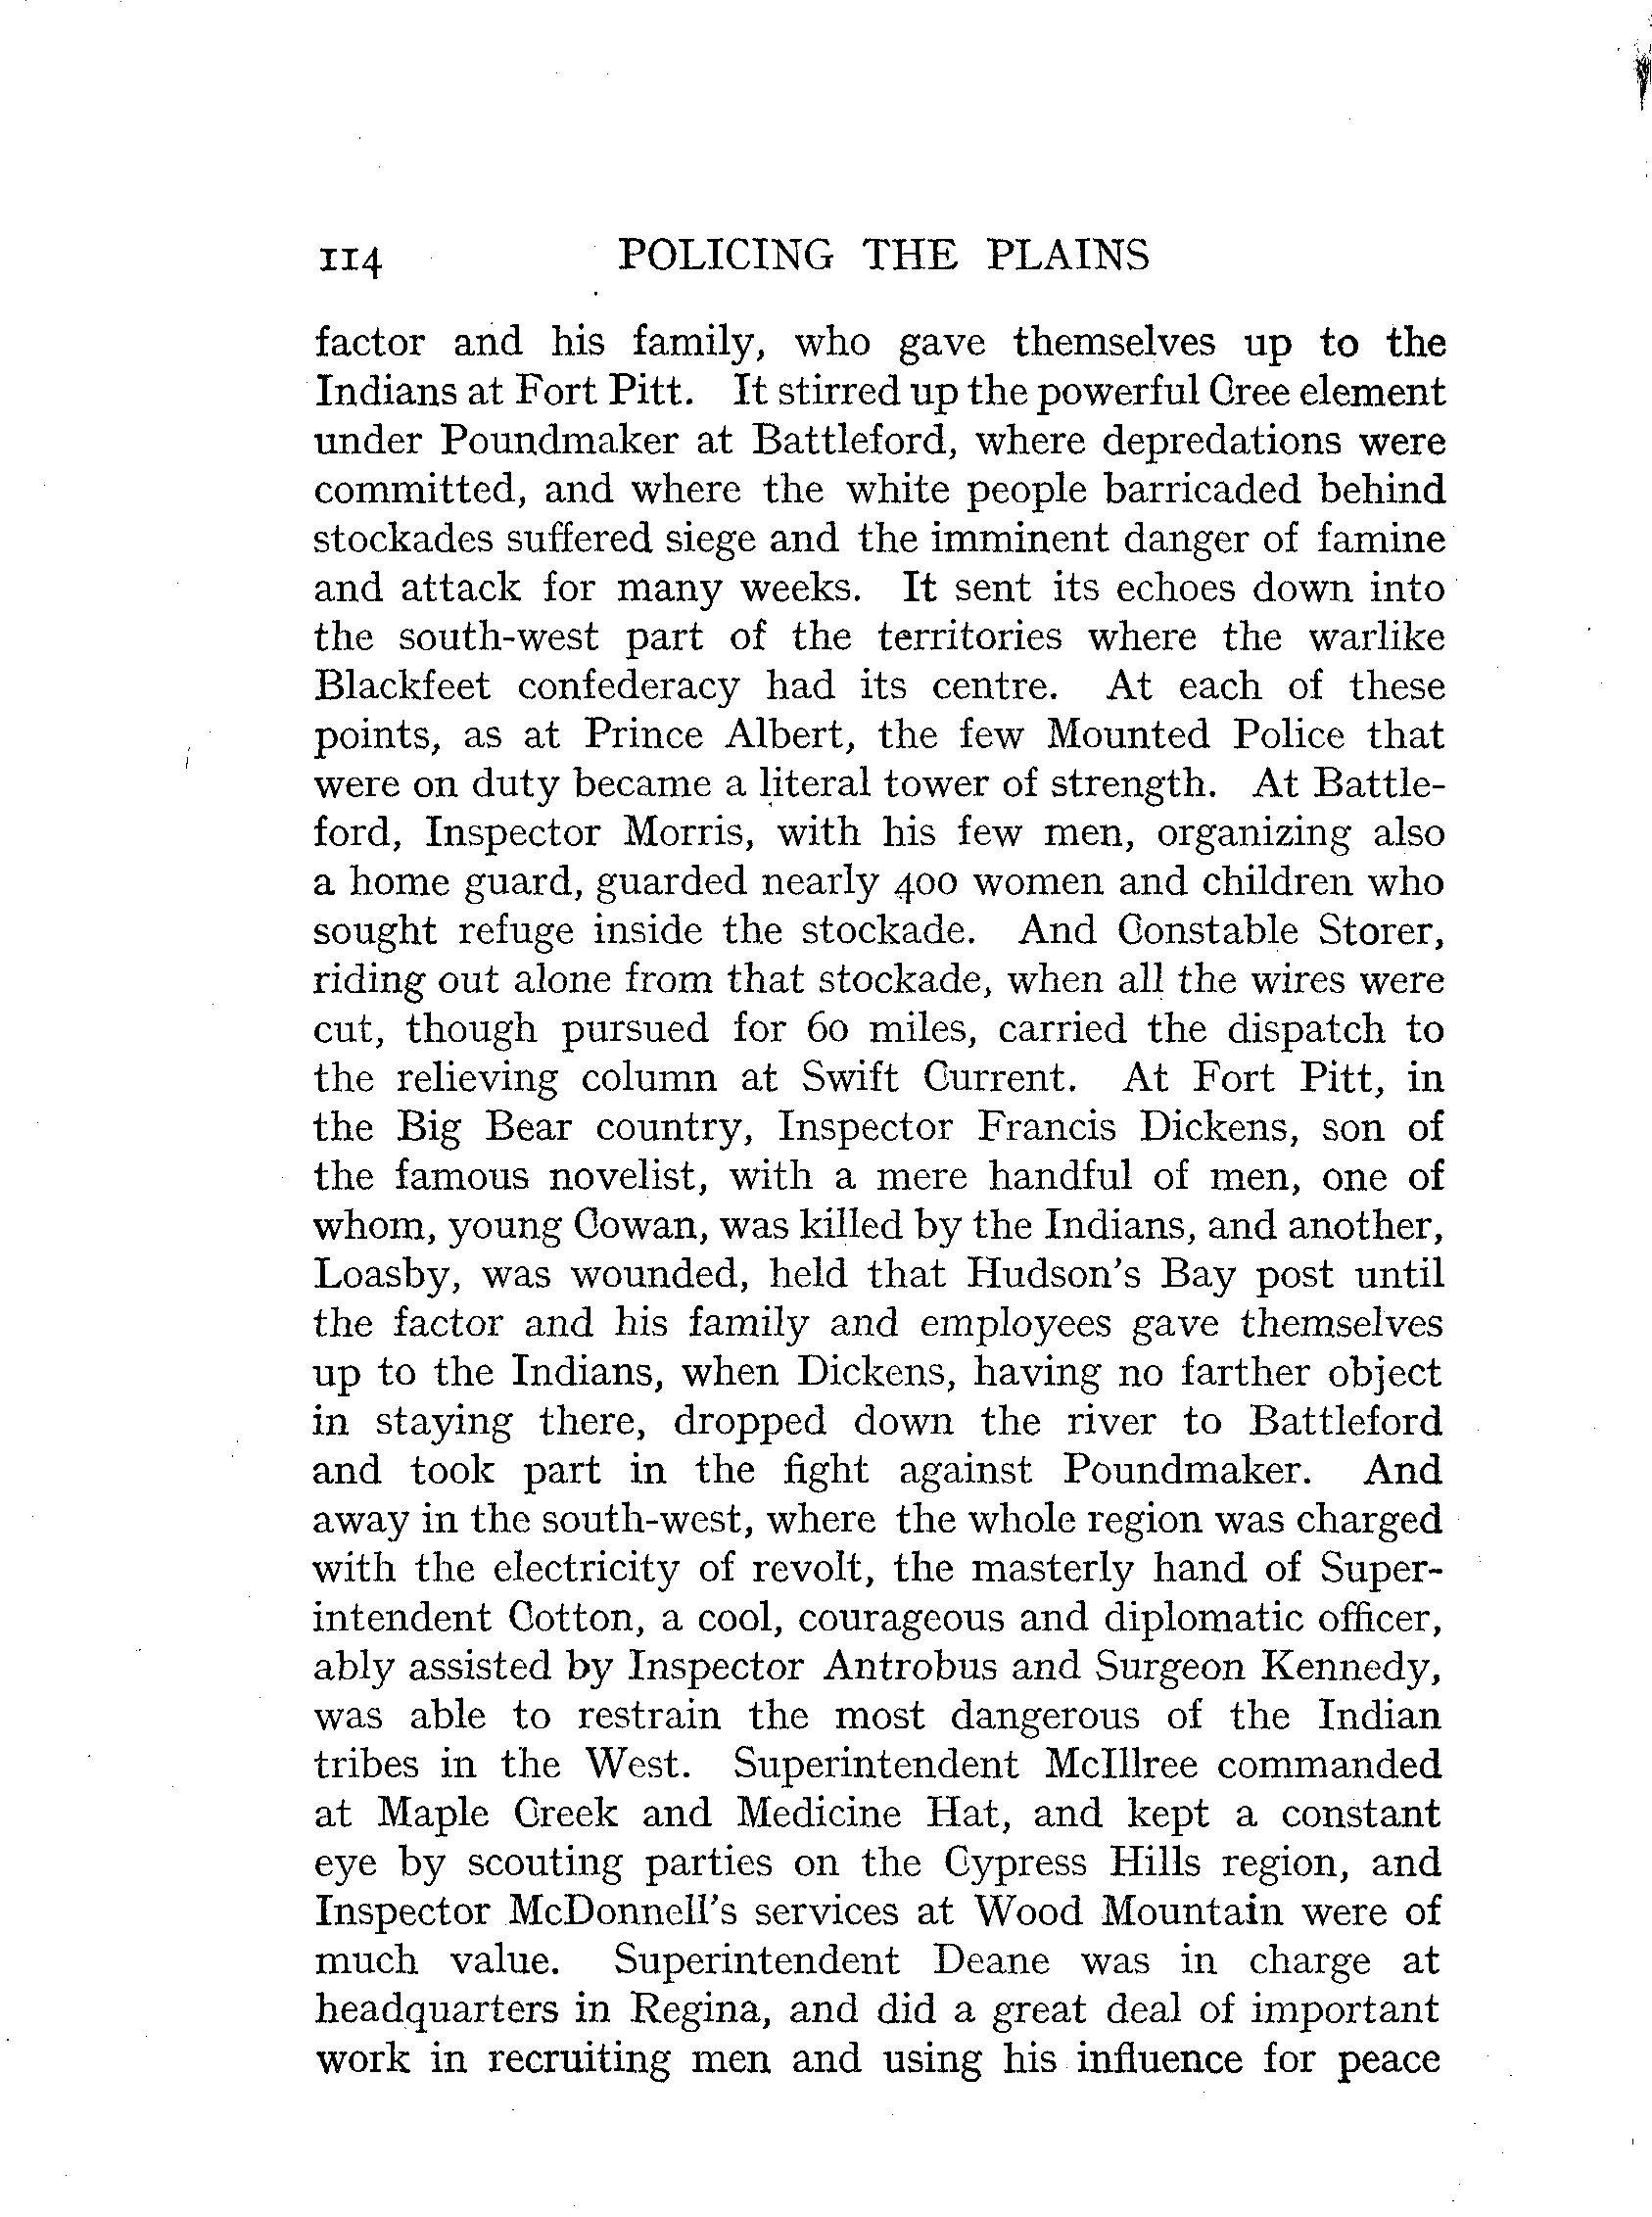 114 POLICING THE PLAINS
factor and his family, who gave themselves up to the
Indians at Fort Pitt. It stirred up the powerful Cree element
under Poundmaker at Battleford, where depredations were
committed, and where the white people barricaded behind
stockades suffered siege and the imminent danger of famine
and attack for many weeks. It sent its echoes down into
the south-west part of the territories where the warlike
Blackfeet confederacy had its centre. At each of these
points, as at Prince Albert, the few Mounted Police that
were on duty became a literal tower of strength. At Battle-
ford, Inspector Morris, with his few men, organizing also
a home guard, guarded nearly 400 women and children who
sought refuge inside the stockade. And Constable Storer,
riding out alone from that stockade, when all the wires were
cut, though pursued for 60 miles, carried the dispatch to
the relieving column at Swift Current. At Fort Pitt, in
the Big Bear country, Inspector Francis Dickens, son of
the famous novelist, with a mere handful of men, one of
whom, young Cowan, was killed by the Indians, and another,
Loasby, was wounded, held that Hudson's Bay post until
the factor and his family and employees gave themselves
up to the Indians, when Dickens, having no farther object
in staying there, dropped down the river to Battleford
and took part in the fight against Poundmaker. And
away in the south-west, where the whole region was charged
with the electricity of revolt, the masterly hand of Super-
intendent Cotton, a cool, courageous and diplomatic officer,
ably assisted by Inspector Antrobus and Surgeon Kennedy,
was able to restrain the most dangerous of the Indian
tribes in the West. Superintendent McIllree commanded
at Maple Creek and Medicine Hat, and kept a constant
eye by scouting parties on the Cypress Hills region, and
Inspector McDonnell's services at Wood Mountain were of
much value. Superintendent Deane was in charge at
headquarters in Regina, and did a great deal of important
work in recruiting men and using his influence for peace